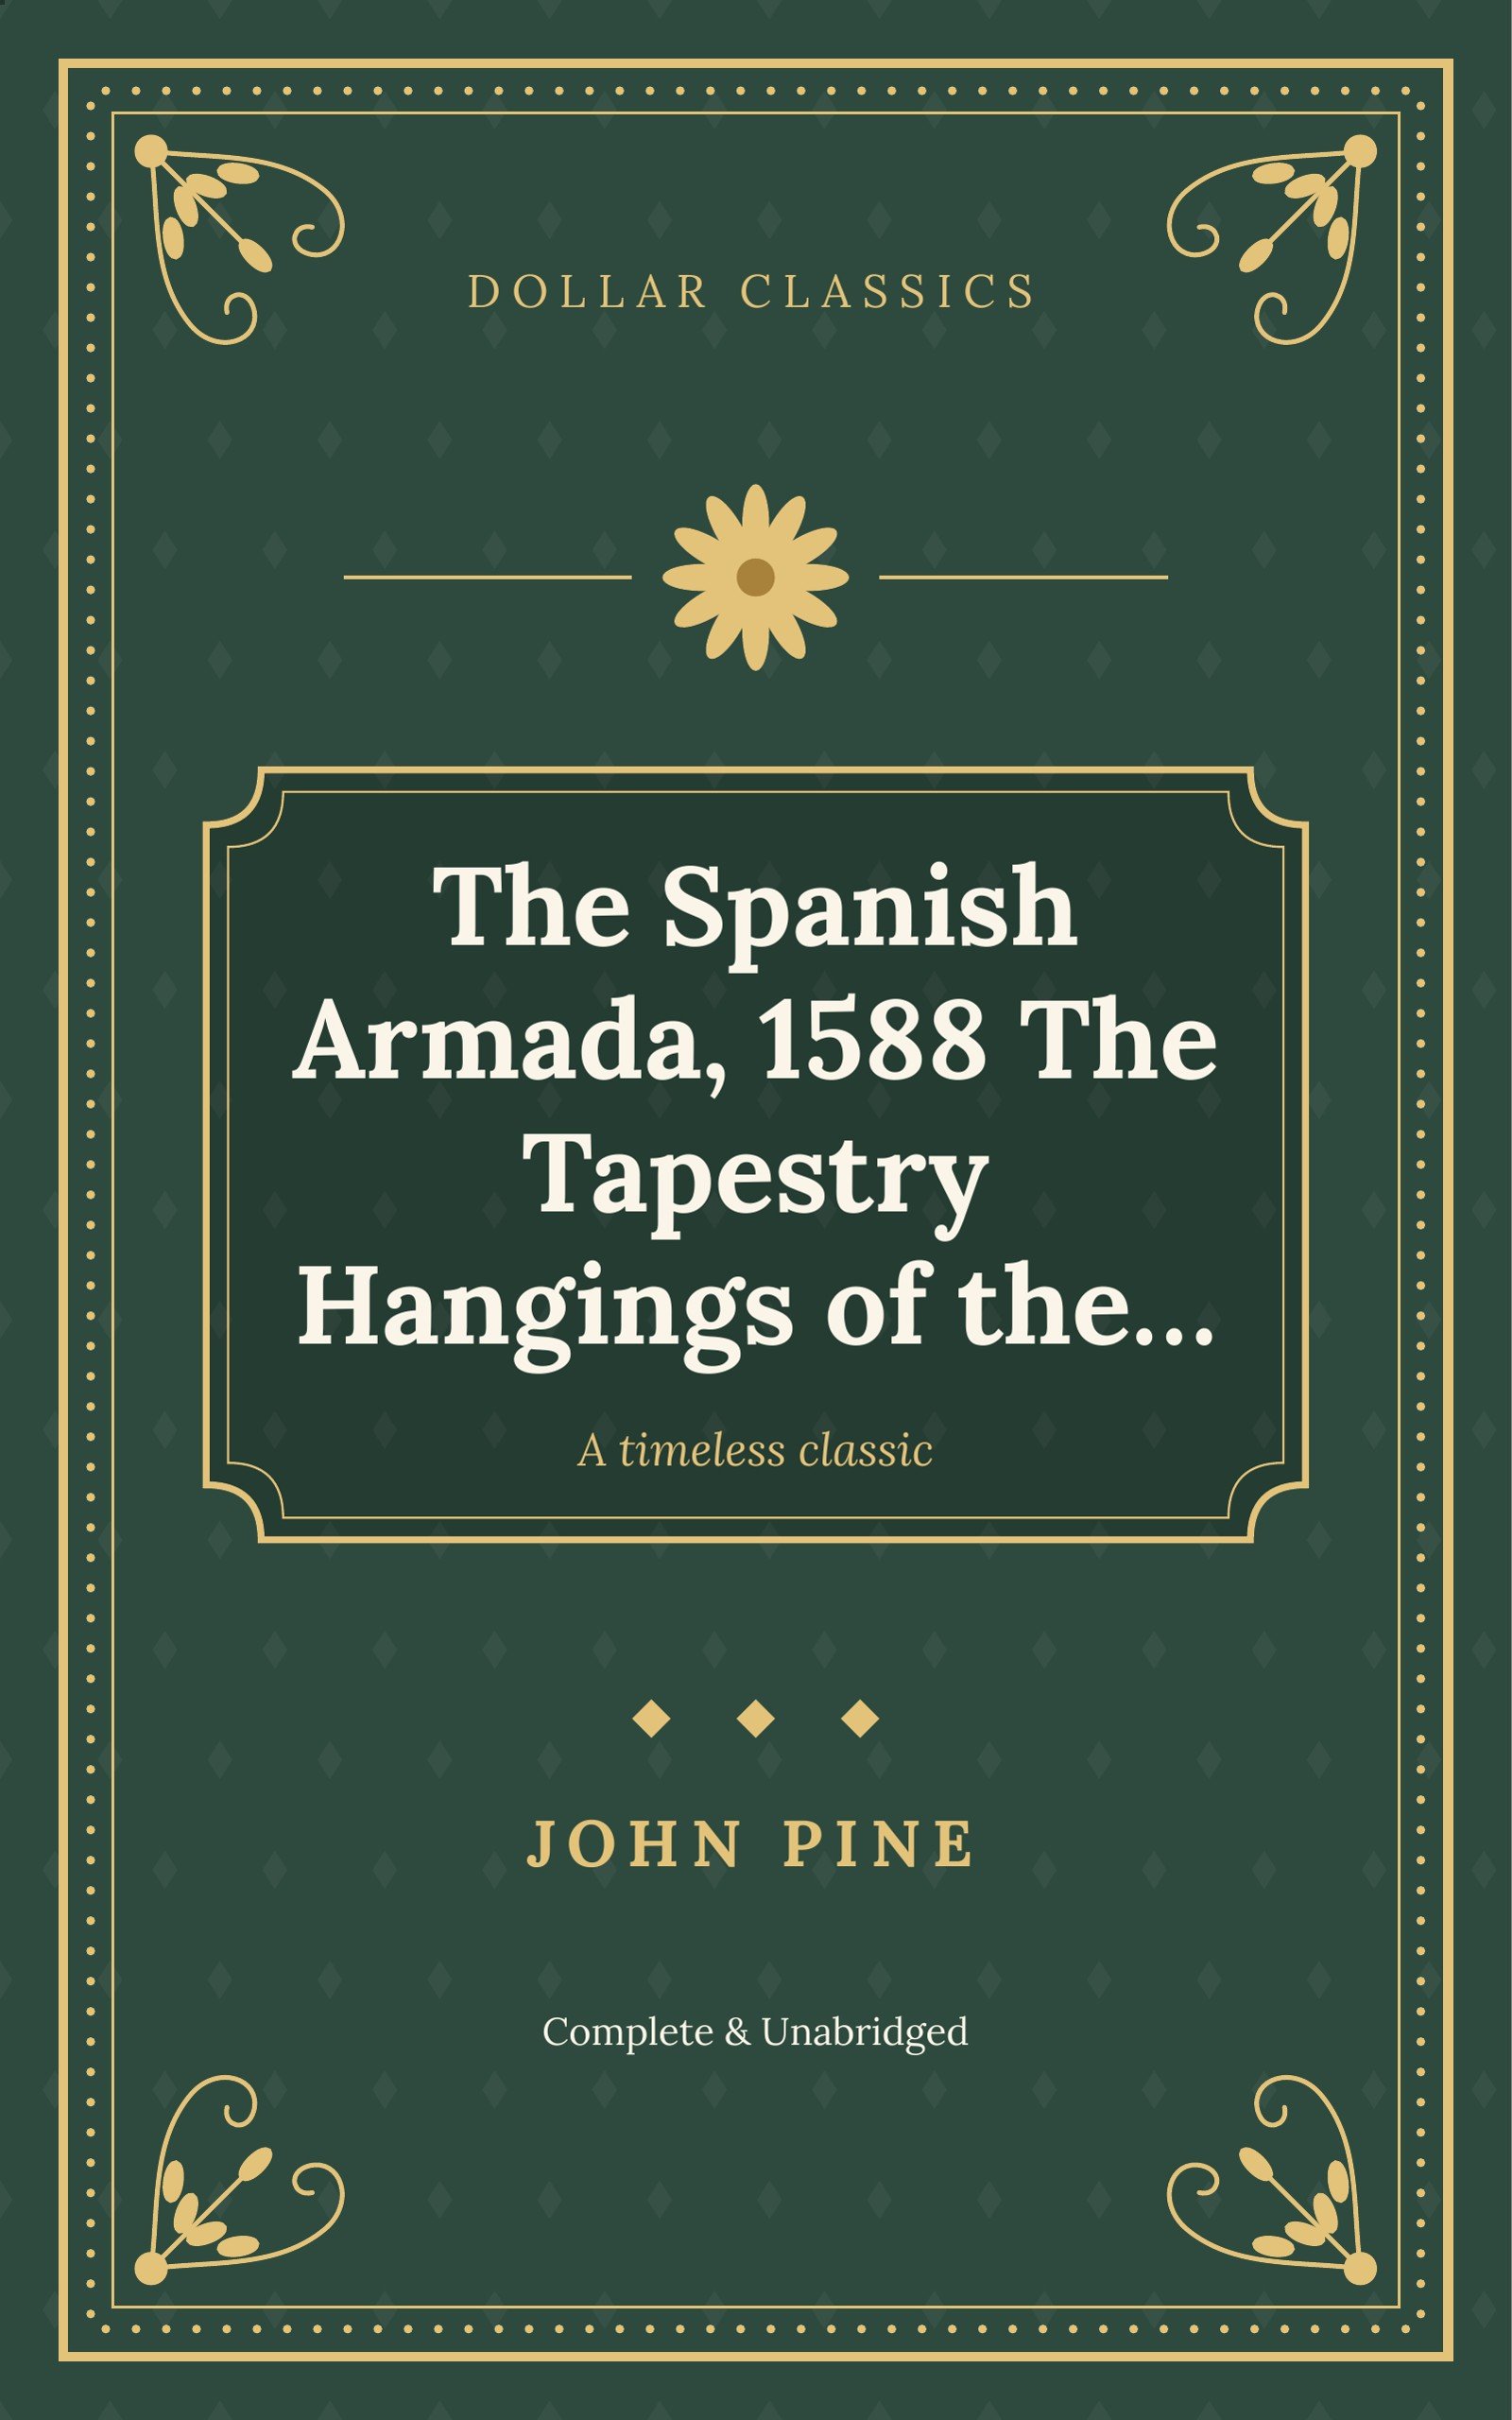 DOLLAR CLASSICS
The Spanish
Armada, 1588 The
Tapestry
Hangings of the...
A timeless classic
JOHN PINE
Complete & Unabridged